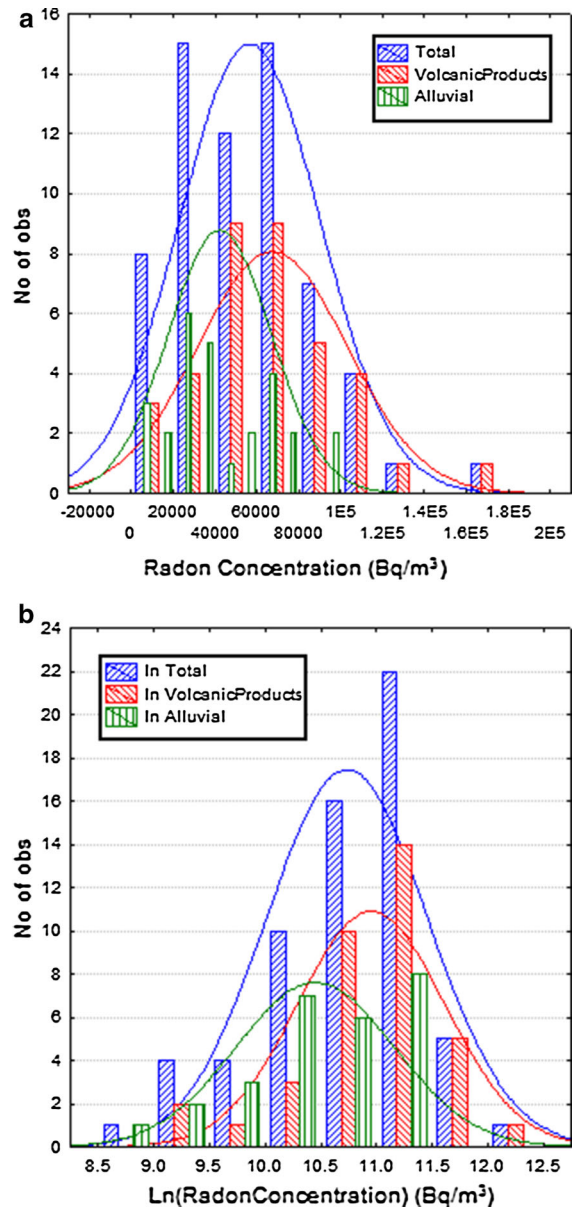 a
16
14
12
10
8
6
4
2
0
No of obs
Total
VolcanicProducts
Alluvial
-20000 20000 40000 60000 1E5 1.4E5 1.8E5
0 20000 40000 80000 1.2E5 1.6E5 2E5
Radon Concentration (Bq/m³)
b
24
22
20
18
16
14
12
10
8
6
4
2
0
No of obs
ln Total
ln VolcanicProducts
ln Alluvial
8.5 9.0 9.5 10.0 10.5 11.0 11.5 12.0
Ln(RadonConcentration) (Bq/m³)